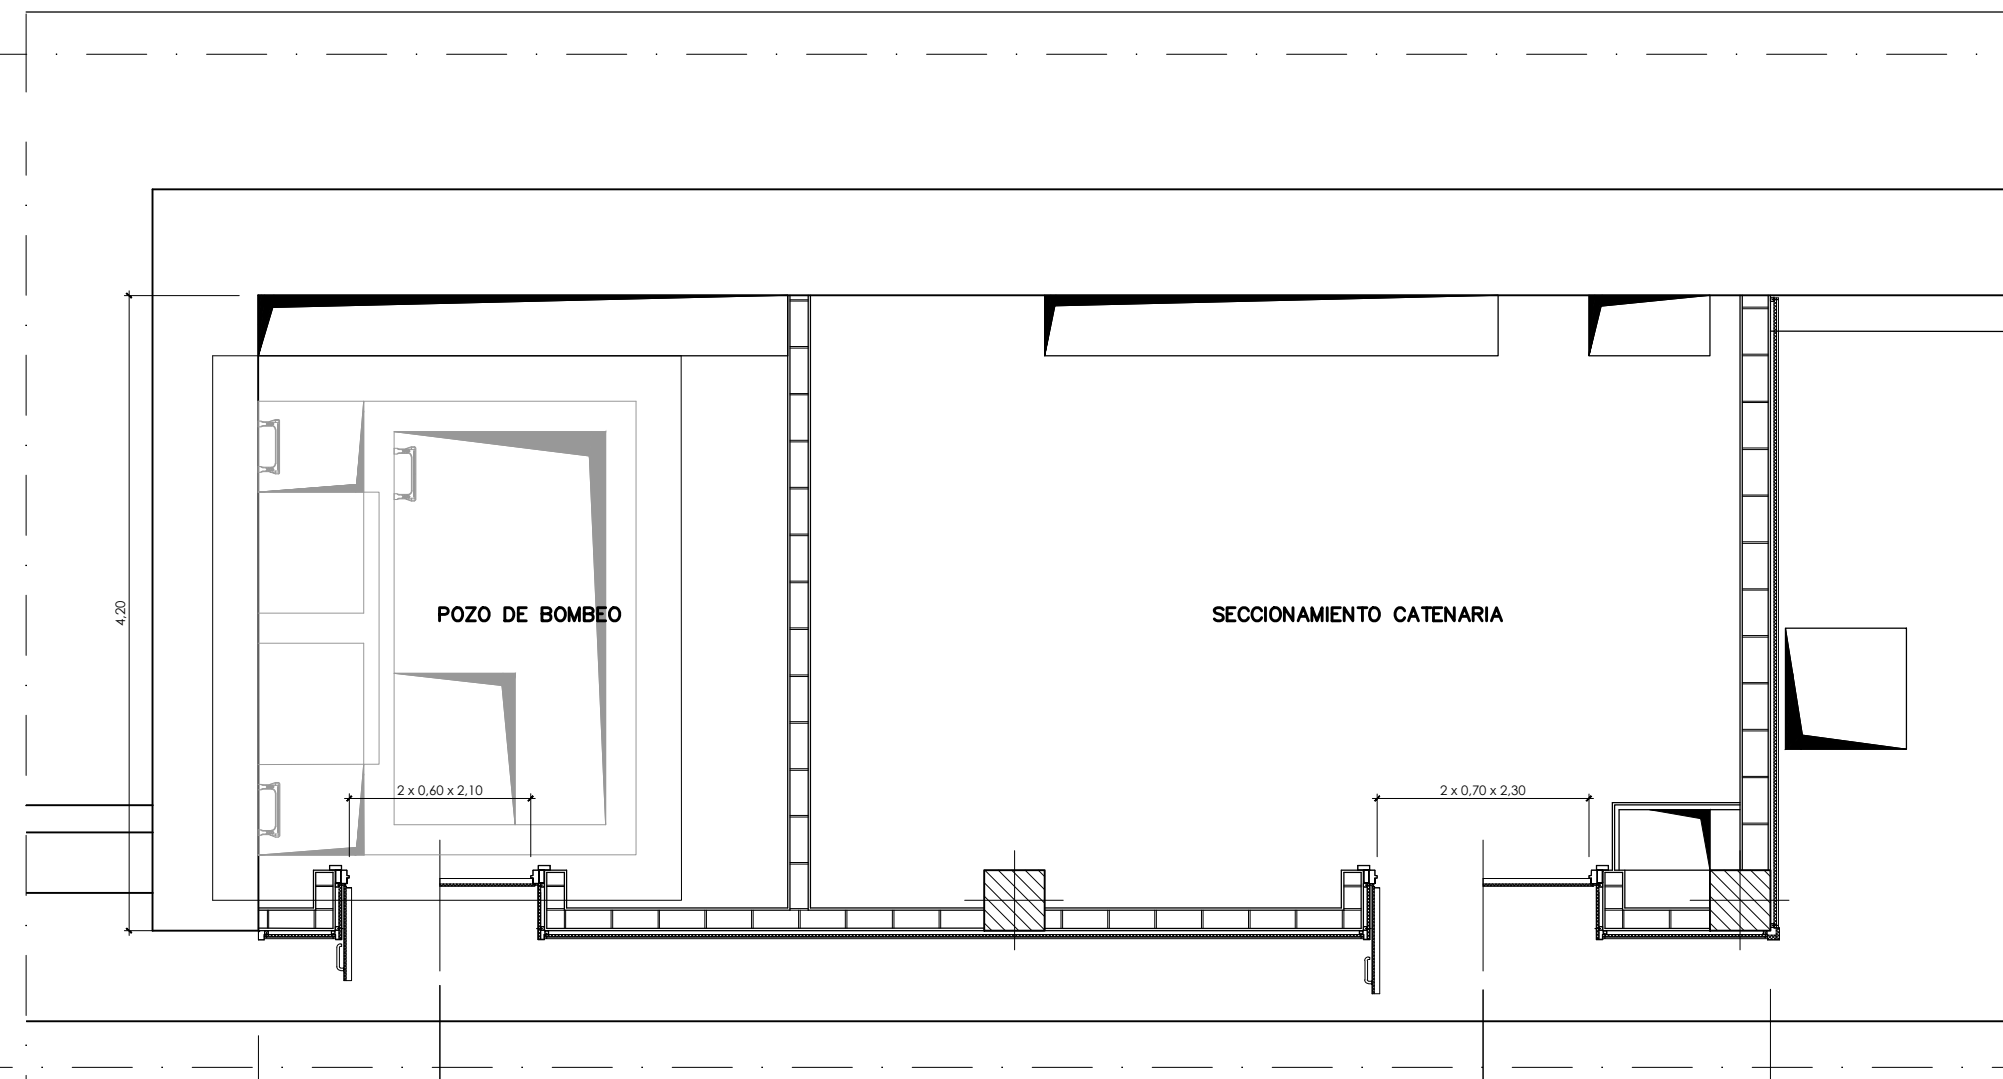 4,20
POZO DE BOMBEO
SECCIONAMIENTO CATENARIA
2 x 0,60 x 2,10
2 x 0,70 x 2,30